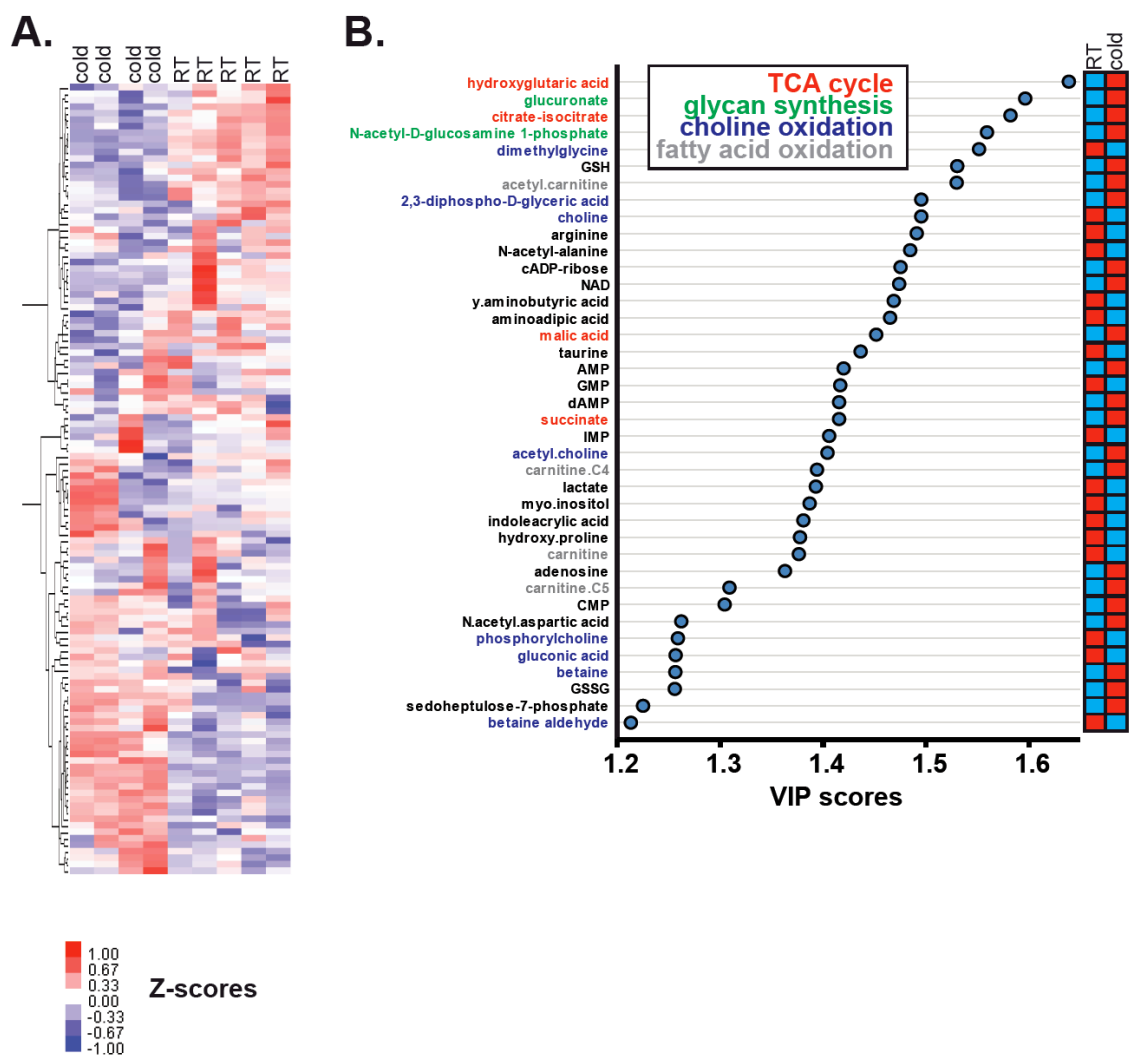 A.
cold
cold
cold
cold
RT
RT
RT
RT
RT
1.00
0.67
0.33
0.00
-0.33
-0.67
-1.00
Z-scores
B.
RT
cold
TCA cycle
glycan synthesis
choline oxidation
fatty acid oxidation
hydroxyglutaric acid
glucuronate
citrate-isocitrate
N-acetyl-D-glucosamine 1-phosphate
dimethylglycine
GSH
acetyl.carnitine
2,3-diphospho-D-glyceric acid
choline
arginine
N-acetyl-alanine
cADP-ribose
NAD
y.aminobutyric acid
aminoadipic acid
malic acid
taurine
AMP
GMP
dAMP
succinate
IMP
acetyl.choline
carnitine.C4
lactate
myo.inositol
indoleacrylic acid
hydroxy.proline
carnitine
adenosine
carnitine.C5
CMP
N.acetyl.aspartic acid
phosphorylcholine
gluconic acid
betaine
GSSG
sedoheptulose-7-phosphate
betaine aldehyde
1.2 1.3 1.4 1.5 1.6
VIP scores